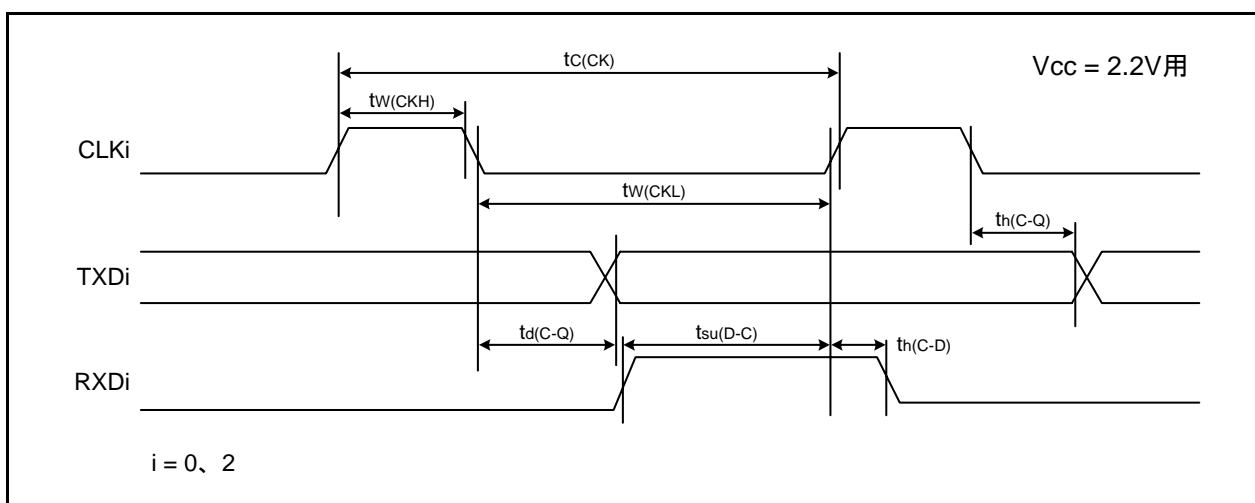 tC(CK)
Vcc = 2.2V用
tW(CKH)
CLKi
tW(CKL)
th(C-Q)
TXDi
td(C-Q)
tsu(D-C)
th(C-D)
RXDi
i = 0、2